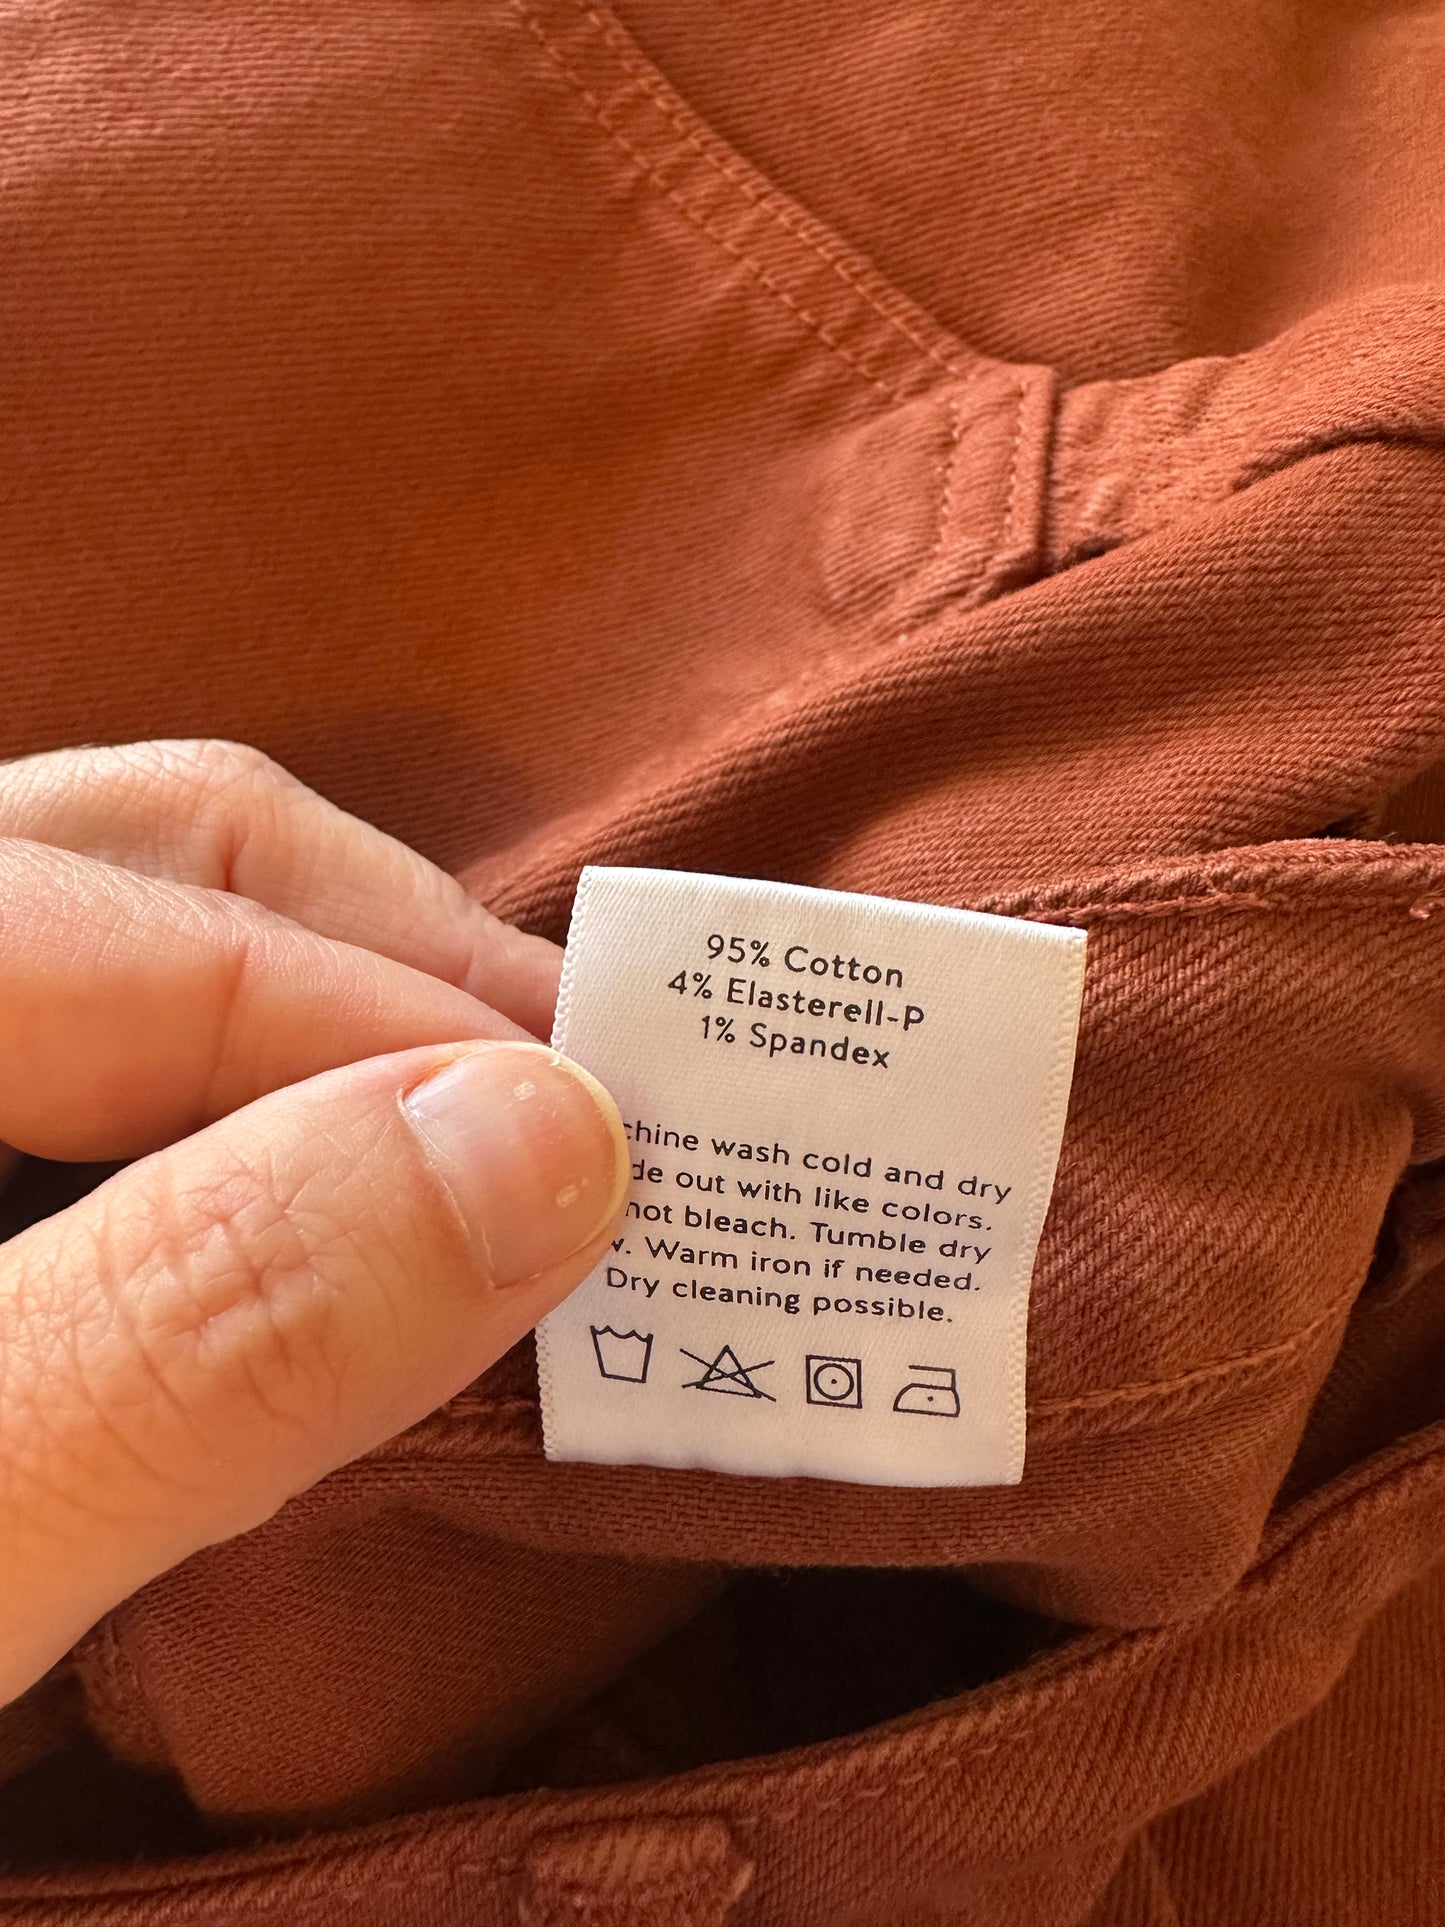 95% Cotton
4% Elasterell-P
1% Spandex
chine wash cold and dry
de out with like colors.
not bleach. Tumble dry
w. Warm iron if needed.
Dry cleaning possible.